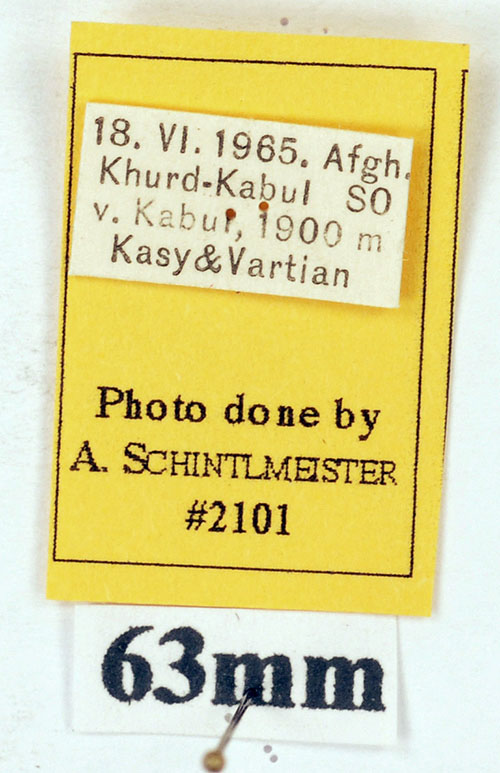 18. VI. 1965. Afgh.
Khurd-Kabul SO
v. Kabul, 1900 m
Kasy&Vartian
Photo done by
A. SCHINTLMEISTER
#2101
63mm